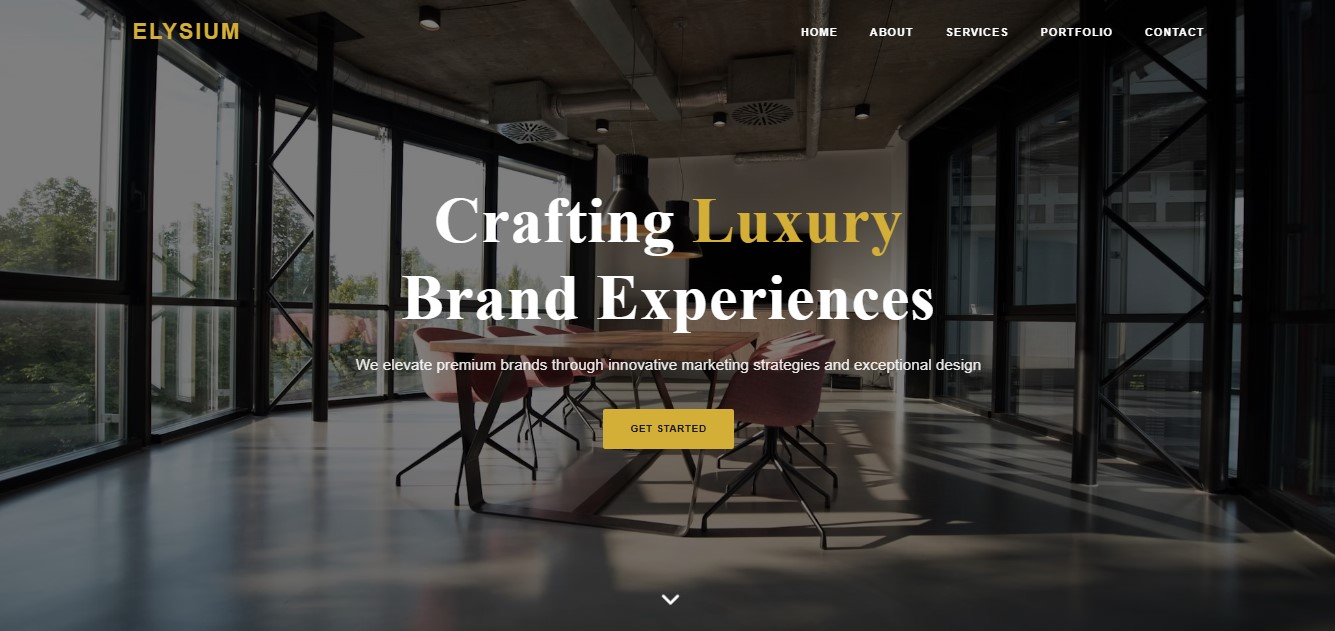 ELYSIUM
HOME ABOUT SERVICES PORTFOLIO CONTACT
Crafting Luxury
Brand Experiences
We elevate premium brands through innovative marketing strategies and exceptional design
GET STARTED